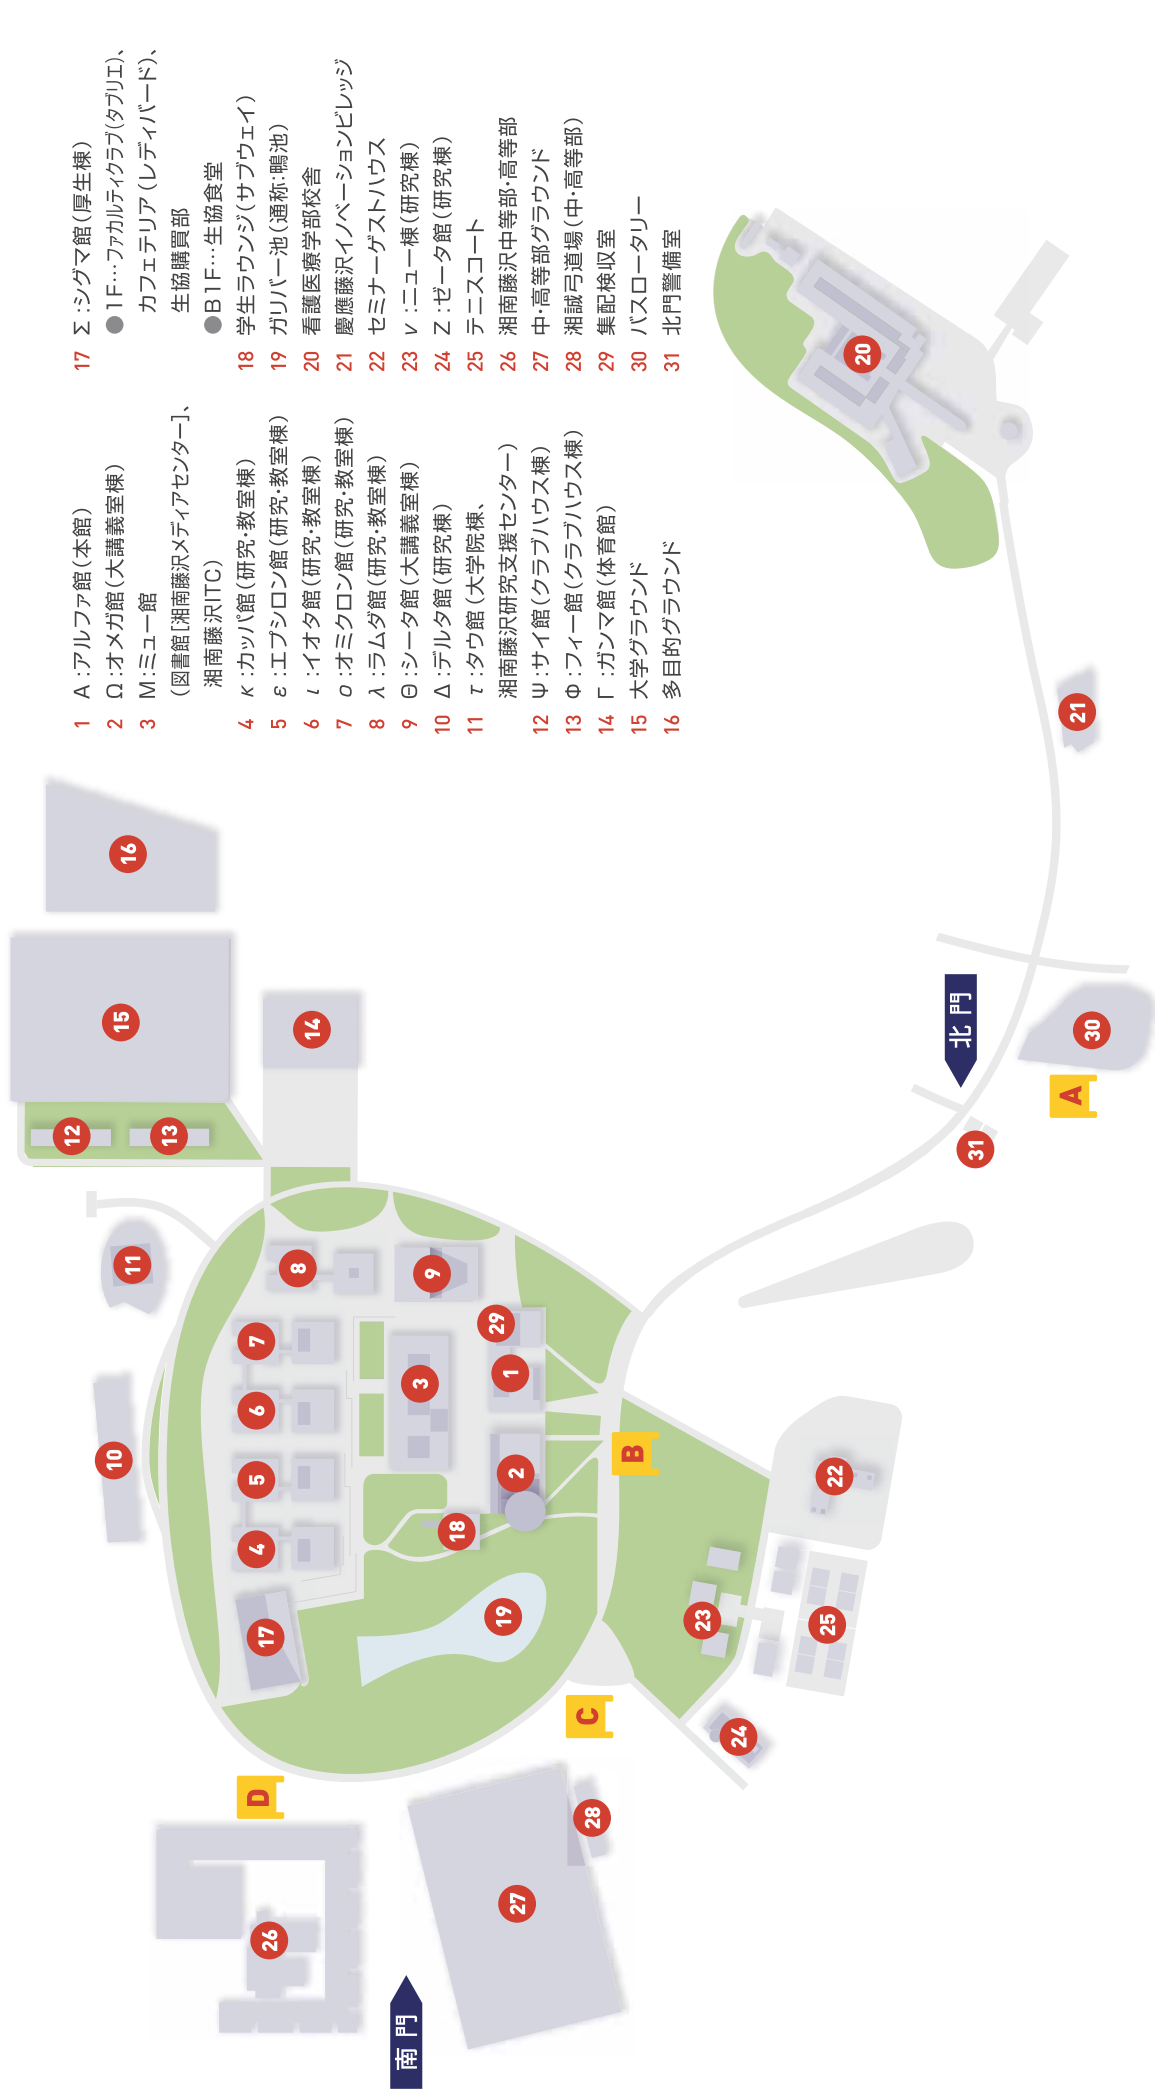 1 Α:アルファ館(本館)
2 Ω:オメガ館(大講義室棟)
3 Μ:ミュー館
(図書館[湘南藤沢メディアセンター]、
湘南藤沢ITC)
4 κ:カッパ館(研究・教室棟)
5 ε:エプシロン館(研究・教室棟)
6 ι:イオタ館(研究・教室棟)
7 ο:オミクロン館(研究・教室棟)
8 λ:ラムダ館(研究・教室棟)
9 Θ:シータ館(大講義室棟)
10 Δ:デルタ館(研究棟)
11 τ:タウ館(大学院棟、
湘南藤沢研究支援センター)
12 Ψ:サイ館(クラブハウス棟)
13 Φ:フィー館(クラブハウス棟)
14 Γ:ガンマ館(体育館)
15 大学グラウンド
16 多目的グラウンド
17 Σ:シグマ館(厚生棟)
●1F…ファカルティクラブ(タブリエ)、
カフェテリア(レディバード)、
生協購買部
●B1F…生協食堂
18 学生ラウンジ(サブウェイ)
19 ガリバー池(通称:鴨池)
20 看護医療学部校舎
21 慶應藤沢イノベーションビレッジ
22 セミナーゲストハウス
23 ν:ニュー棟(研究棟)
24 Ζ:ゼータ館(研究棟)
25 テニスコート
26 湘南藤沢中等部・高等部
27 中・高等部グラウンド
28 湘誠弓道場(中・高等部)
29 集配検収室
30 バスロータリー
31 北門警備室
12
15
16
13
11
10
14
8
7
6
5
4
17
D
26
9
3
29
1
2
18
19
27
28
C
B
南門
北門
31
A
30
21
20
22
23
25
24